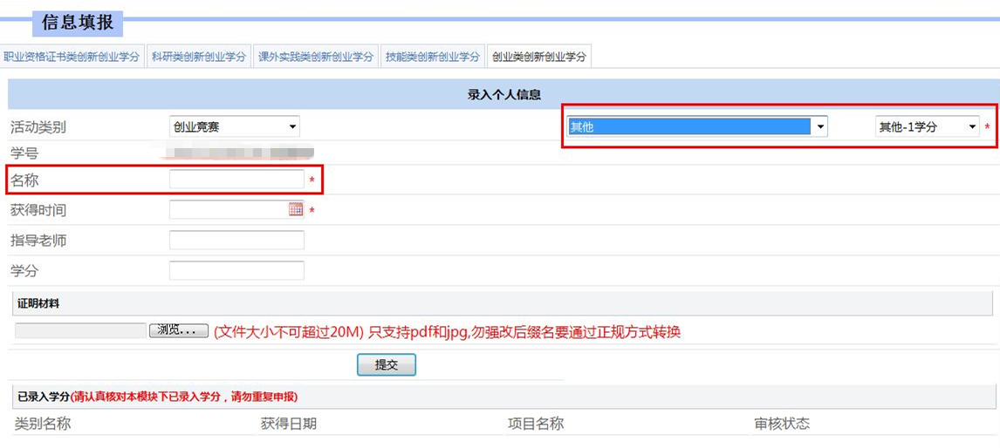 信息填报
职业资格证书类创新创业学分 科研类创新创业学分 课外实践类创新创业学分 技能类创新创业学分 创业类创新创业学分
录入个人信息
活动类别 创业竞赛 其他 其他-1学分 *
学号
名称 *
获得时间 *
指导老师
学分
证明材料
浏览... (文件大小不可超过20M) 只支持pdf和jpg,勿强改后缀名要通过正规方式转换
提交
已录入学分(请认真核对本模块下已录入学分，请勿重复申报)
类别名称 获得日期 项目名称 审核状态